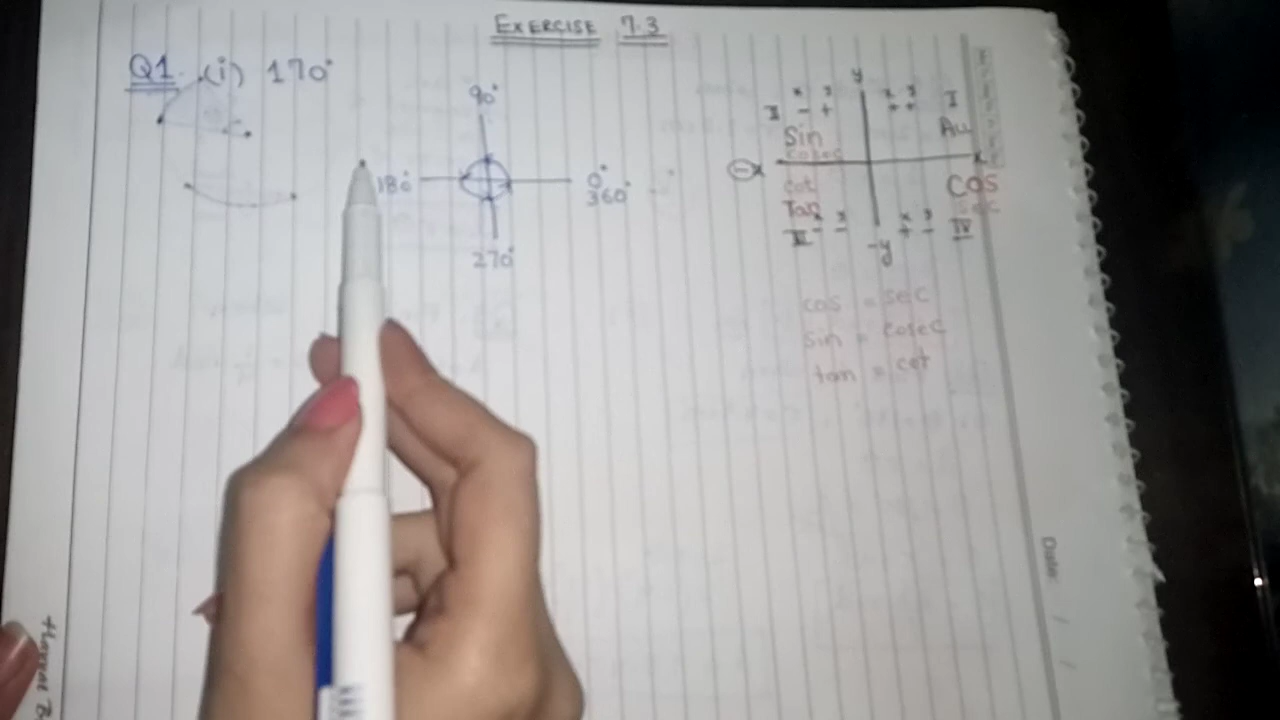 EXERCISE 7.3
Q1. (i) 170°
90°
180°
0°
360°
270°
y
x y
- +
x y
+ +
II
I
Sin
cosec
-x
x
cot
Tan
COS
x y
- -
x y
+ -
III
IV
-y
cos = sec
sin = cosec
tan = cot
Date: